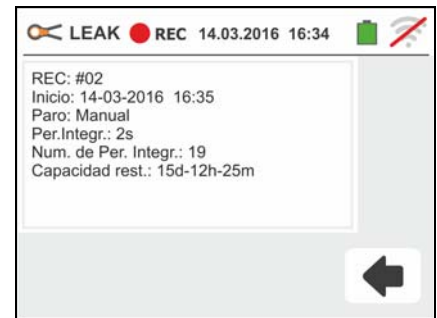 LEAK REC 14.03.2016 16:34
REC: #02
Inicio: 14-03-2016 16:35
Paro: Manual
Per.Integr.: 2s
Num. de Per. Integr.: 19
Capacidad rest.: 15d-12h-25m